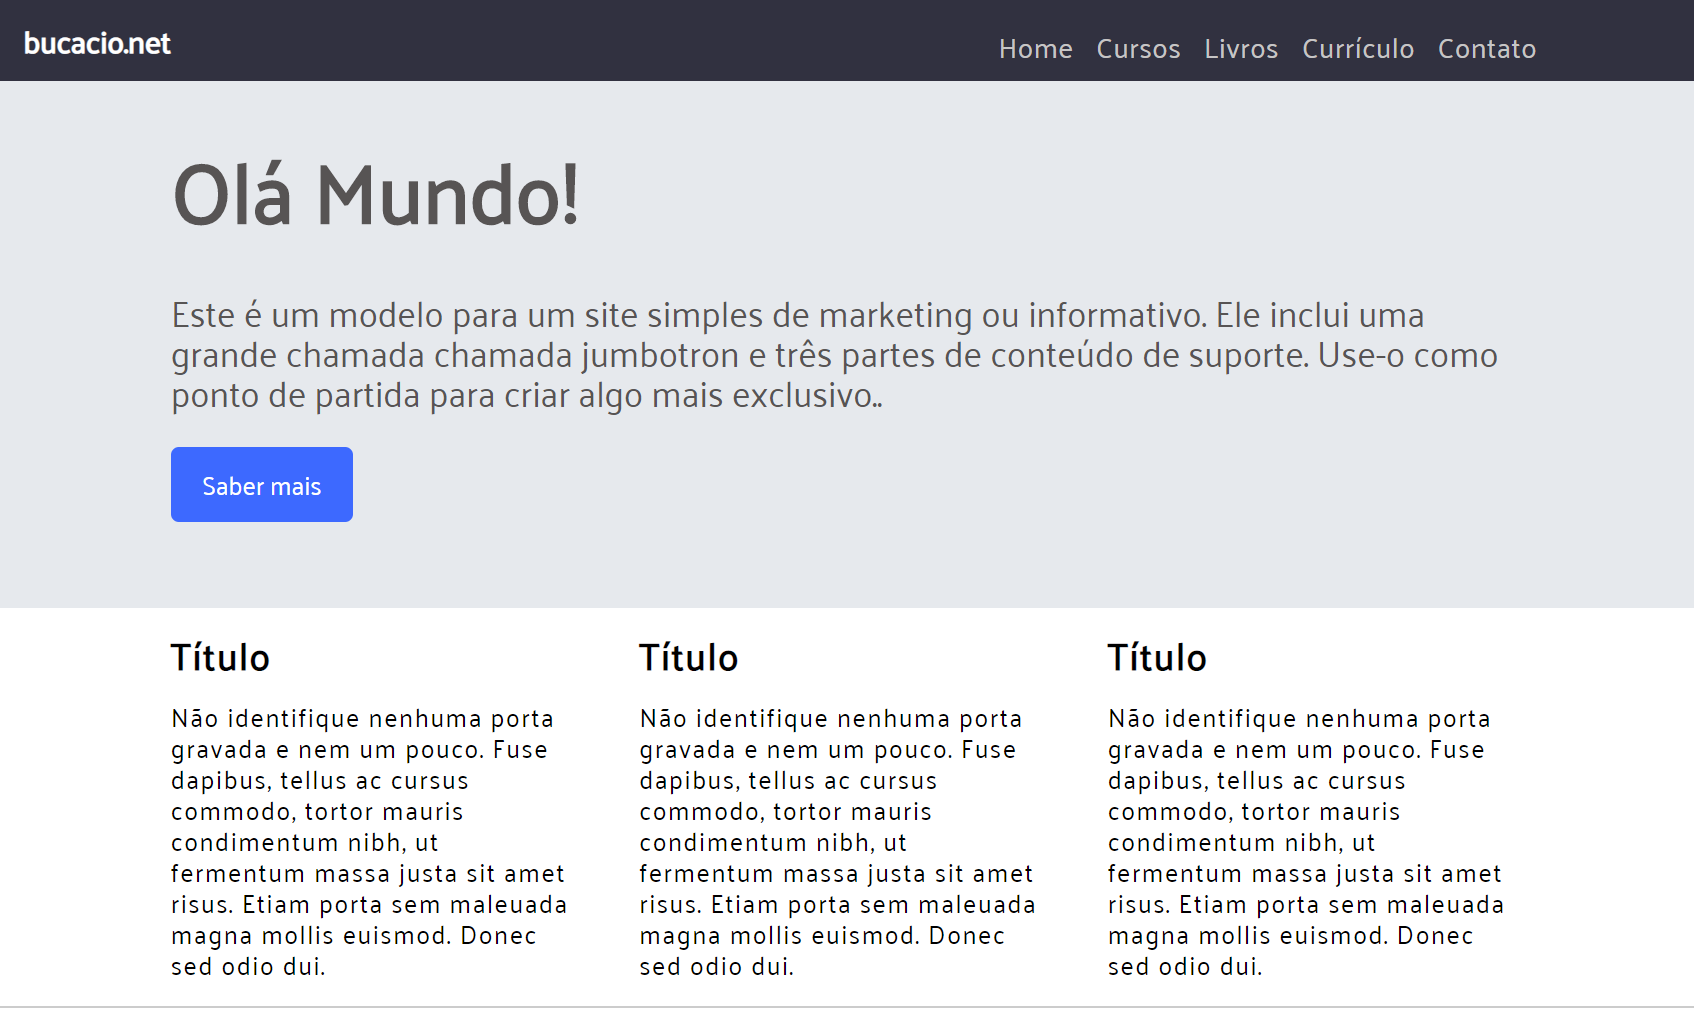 bucacio.net
Home Cursos Livros Currículo Contato
Olá Mundo!
Este é um modelo para um site simples de marketing ou informativo. Ele inclui uma
grande chamada chamada jumbotron e três partes de conteúdo de suporte. Use-o como
ponto de partida para criar algo mais exclusivo..
Saber mais
Título
Não identifique nenhuma porta
gravada e nem um pouco. Fuse
dapibus, tellus ac cursus
commodo, tortor mauris
condimentum nibh, ut
fermentum massa justa sit amet
risus. Etiam porta sem maleuada
magna mollis euismod. Donec
sed odio dui.
Título
Não identifique nenhuma porta
gravada e nem um pouco. Fuse
dapibus, tellus ac cursus
commodo, tortor mauris
condimentum nibh, ut
fermentum massa justa sit amet
risus. Etiam porta sem maleuada
magna mollis euismod. Donec
sed odio dui.
Título
Não identifique nenhuma porta
gravada e nem um pouco. Fuse
dapibus, tellus ac cursus
commodo, tortor mauris
condimentum nibh, ut
fermentum massa justa sit amet
risus. Etiam porta sem maleuada
magna mollis euismod. Donec
sed odio dui.